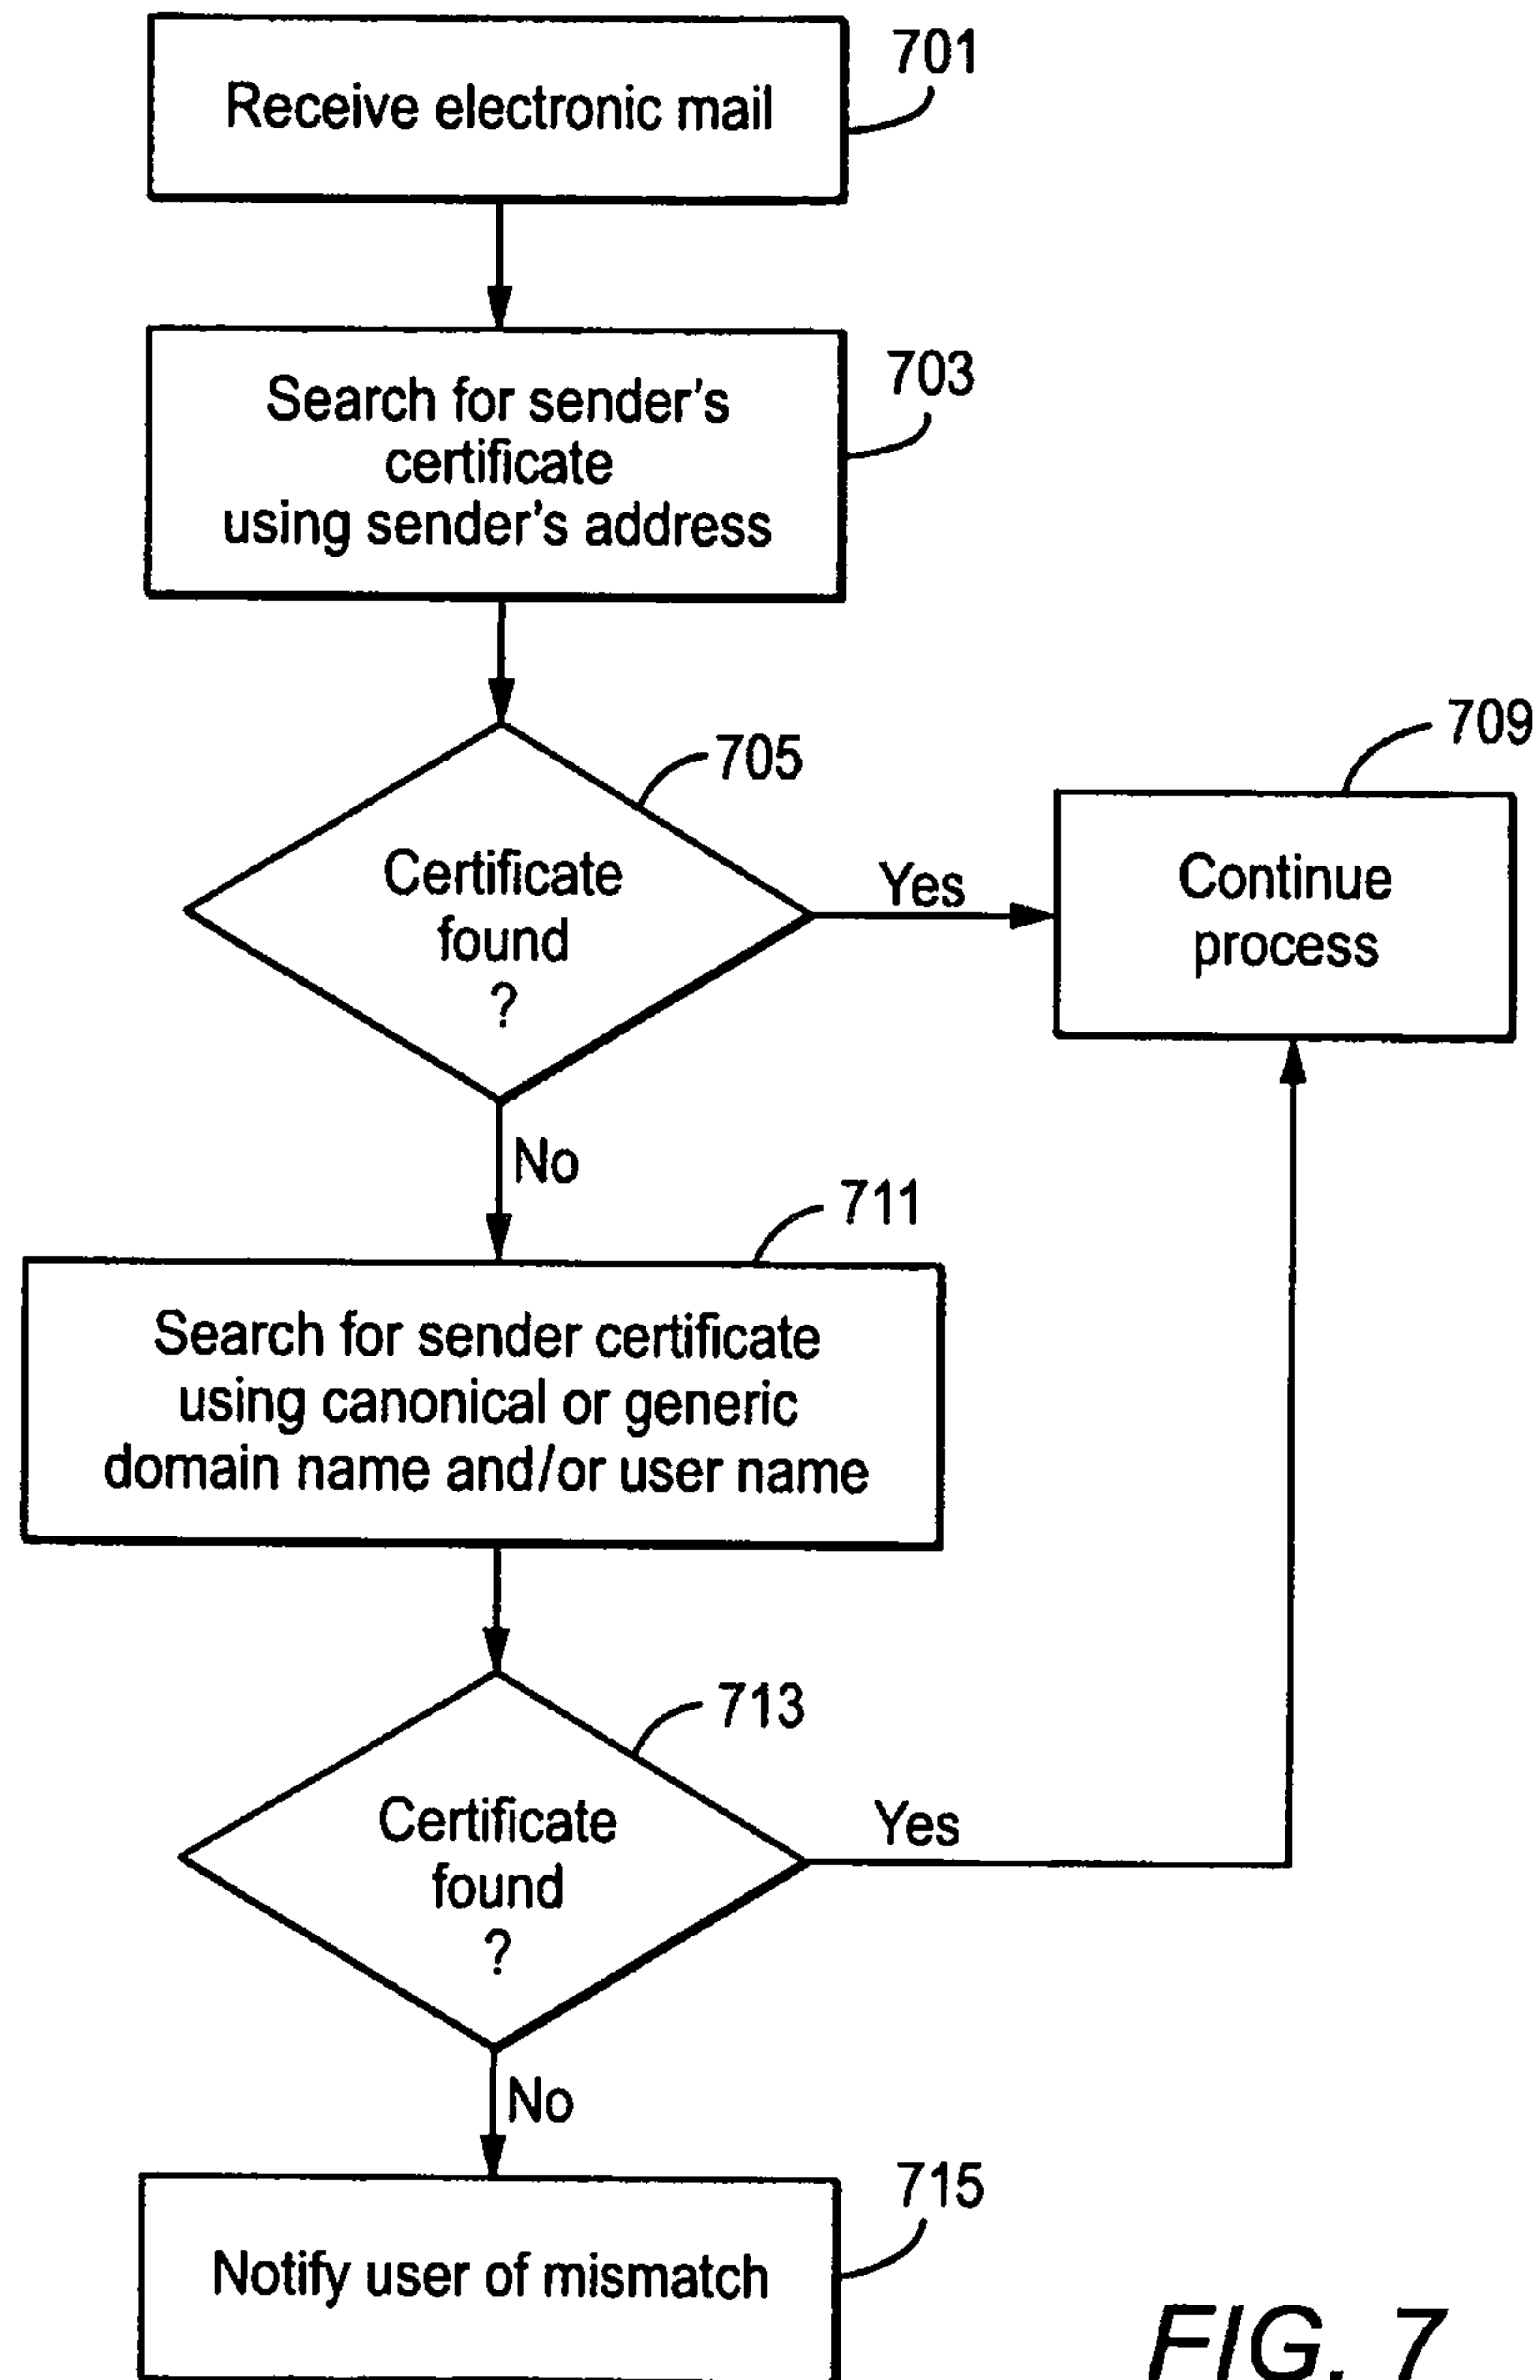 701
Receive electronic mail
703
Search for sender's
certificate
using sender's address
705
Certificate
found
?
Yes
709
Continue
process
No
711
Search for sender certificate
using canonical or generic
domain name and/or user name
713
Certificate
found
?
Yes
No
715
Notify user of mismatch
FIG. 7